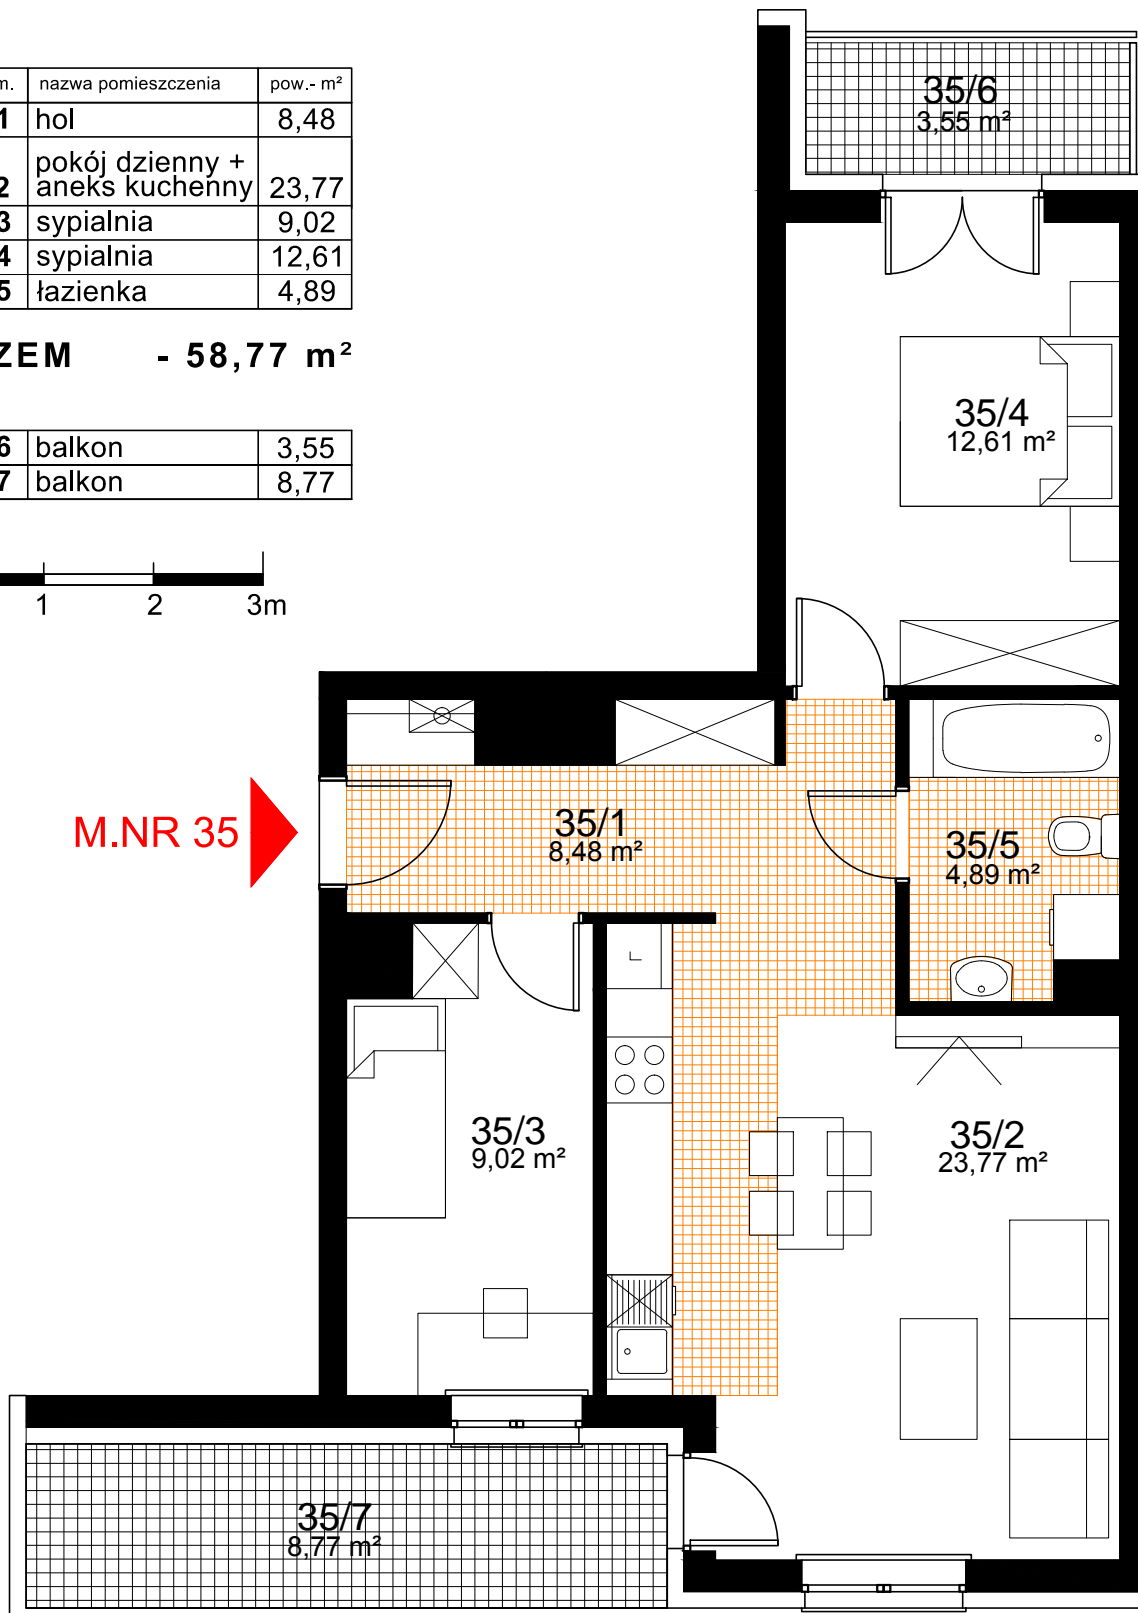 m. nazwa pomieszczenia pow.- m²
1 hol 8,48
pokój dzienny +
2 aneks kuchenny 23,77
3 sypialnia 9,02
4 sypialnia 12,61
5 łazienka 4,89
ZEM - 58,77 m²
6 balkon 3,55
7 balkon 8,77
1 2 3m
35/6
3,55 m²
35/4
12,61 m²
M.NR 35
35/1
8,48 m²
35/5
4,89 m²
35/3
9,02 m²
35/2
23,77 m²
35/7
8,77 m²